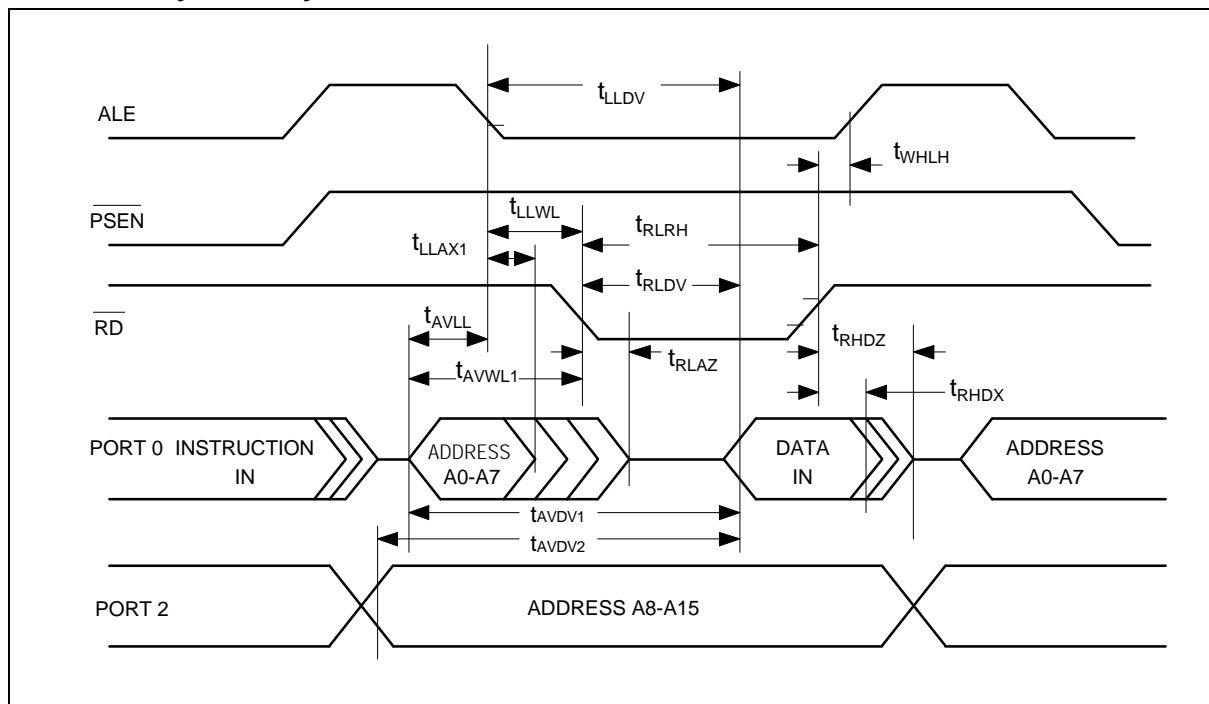 ALE
tLLDV
tWHLH
PSEN
tLLWL
tLLAX1
tRLRH
tRLDV
RD
tAVLL
tAVWL1
tRLAZ
tRHDZ
tRHDX
PORT 0 INSTRUCTION
IN
ADDRESS
A0-A7
DATA
IN
ADDRESS
A0-A7
tAVDV1
tAVDV2
PORT 2
ADDRESS A8-A15